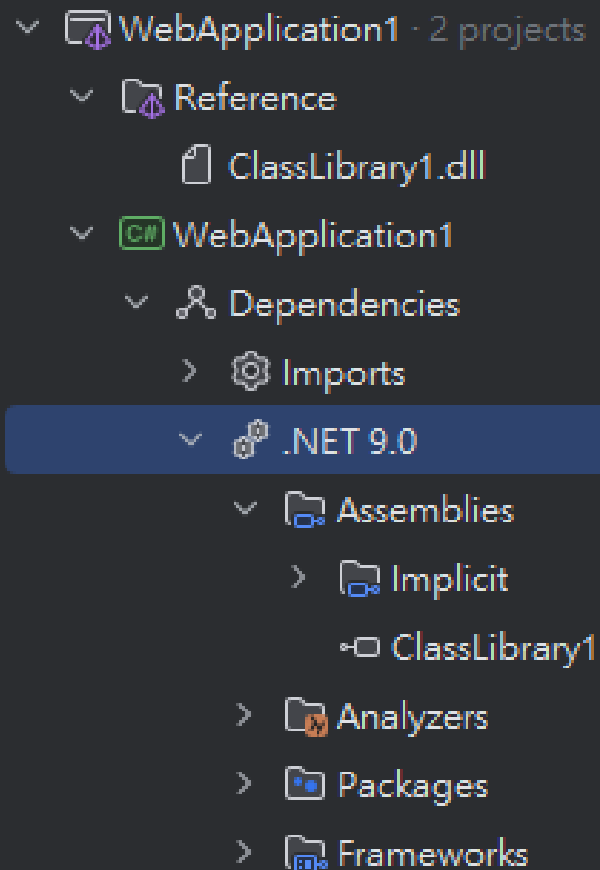 WebApplication1 · 2 projects
Reference
ClassLibrary1.dll
C# WebApplication1
Dependencies
Imports
.NET 9.0
Assemblies
Implicit
ClassLibrary1
Analyzers
Packages
Frameworks